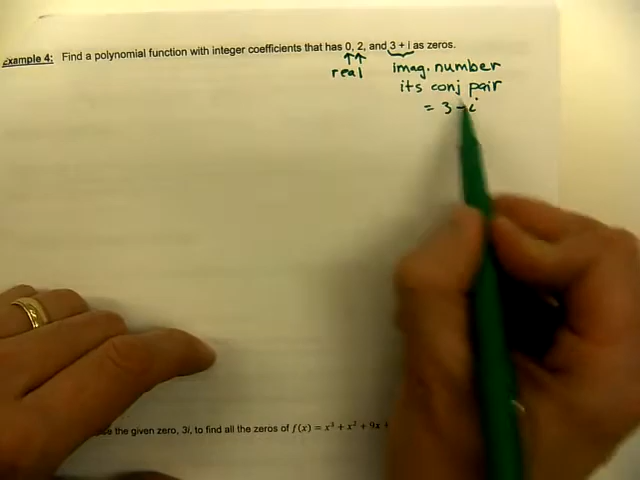 Example 4: Find a polynomial function with integer coefficients that has 0, 2, and 3 + i as zeros.
real
imag. number
its conj pair
= 3 - i
the given zero, 3i, to find all the zeros of f(x) = x³ + x² + 9x +